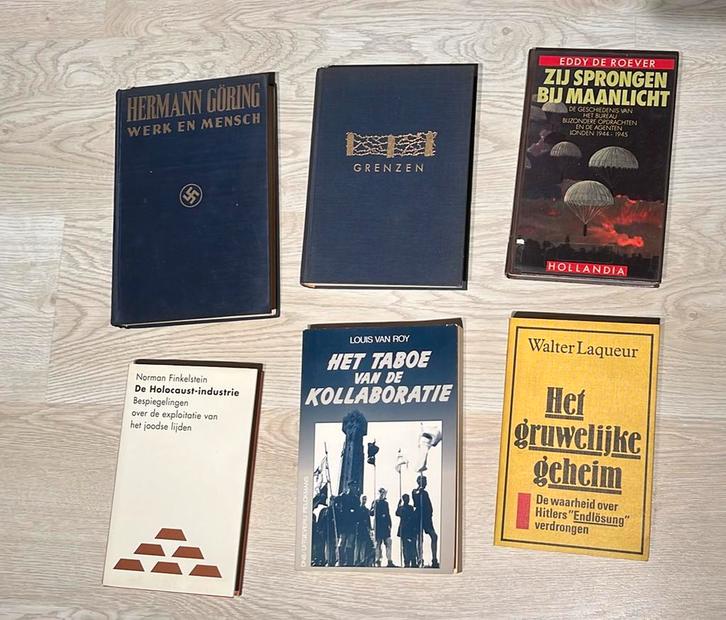 HERMANN GÖRING
WERK EN MENSCH
GRENZEN
EDDY DE ROEVER
ZIJ SPRONGEN
BIJ MAANLICHT
DE GESCHIEDENIS VAN
HET BUREAU
BIJZONDERE OPDRACHTEN
EN DE AGENTEN
LONDEN 1944-1945
HOLLANDIA
Norman Finkelstein
De Holocaust-industrie
Bespiegelingen
over de exploitatie van
het joodse lijden
LOUIS VAN ROY
HET TABOE
VAN DE
KOLLABORATIE
DNB/UITGEVERIJ PELCKMANS
Walter Laqueur
Het
gruwelijke
geheim
De waarheid over
Hitlers "Endlösung"
verdrongen